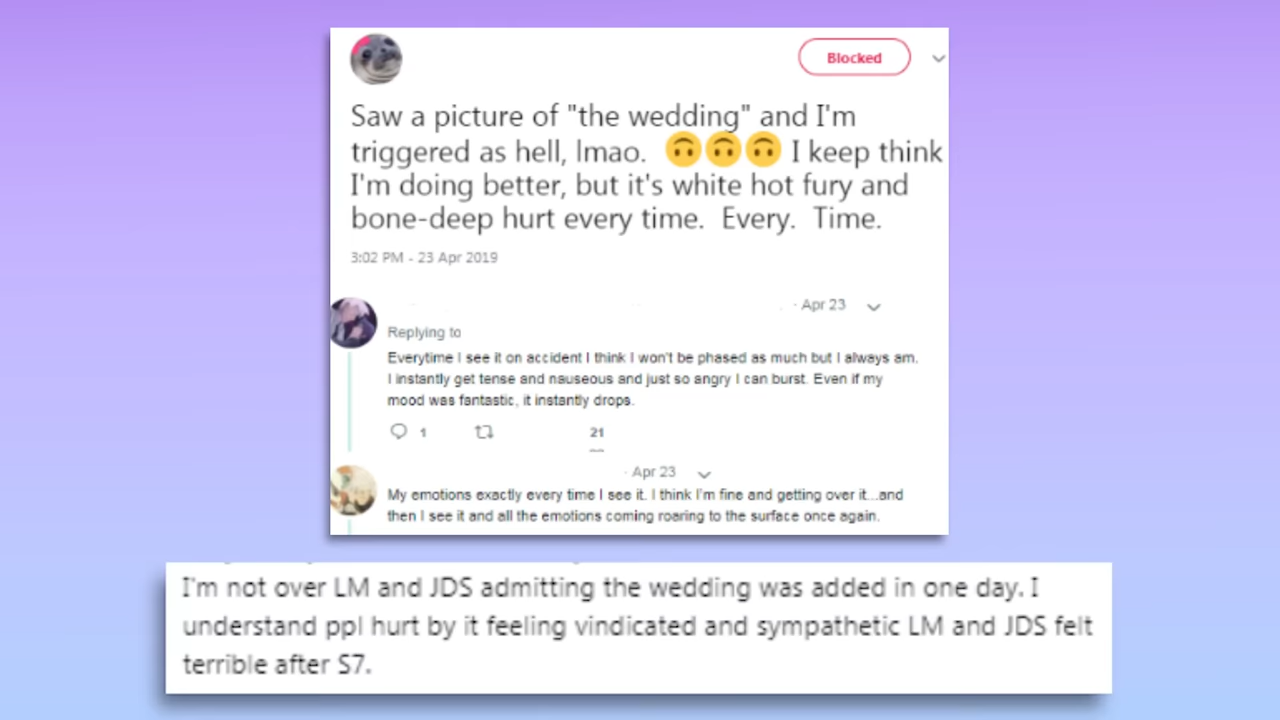 Blocked
Saw a picture of "the wedding" and I'm
triggered as hell, lmao. 🙃🙃🙃 I keep think
I'm doing better, but it's white hot fury and
bone-deep hurt every time. Every. Time.
3:02 PM - 23 Apr 2019
· Apr 23
Replying to
Everytime I see it on accident I think I won't be phased as much but I always am.
I instantly get tense and nauseous and just so angry I can burst. Even if my
mood was fantastic, it instantly drops.
1 21
· Apr 23
My emotions exactly every time I see it. I think I'm fine and getting over it...and
then I see it and all the emotions coming roaring to the surface once again.
I'm not over LM and JDS admitting the wedding was added in one day. I
understand ppl hurt by it feeling vindicated and sympathetic LM and JDS felt
terrible after S7.